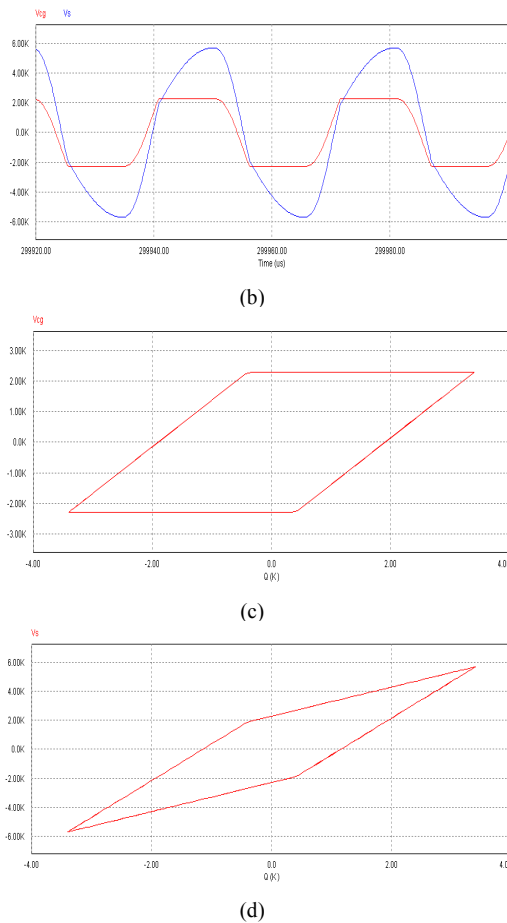 Vcg Vs
6.00K
4.00K
2.00K
0.0K
-2.00K
-4.00K
-6.00K
299920.00 299940.00 299960.00 299980.00
Time (us)
(b)
Vcg
3.00K
2.00K
1.00K
0.0K
-1.00K
-2.00K
-3.00K
-4.00 -2.00 0.0 2.00 4.00
Q (K )
(c)
Vs
6.00K
4.00K
2.00K
0.0K
-2.00K
-4.00K
-6.00K
-4.00 -2.00 0.0 2.00 4.00
Q (K )
(d)